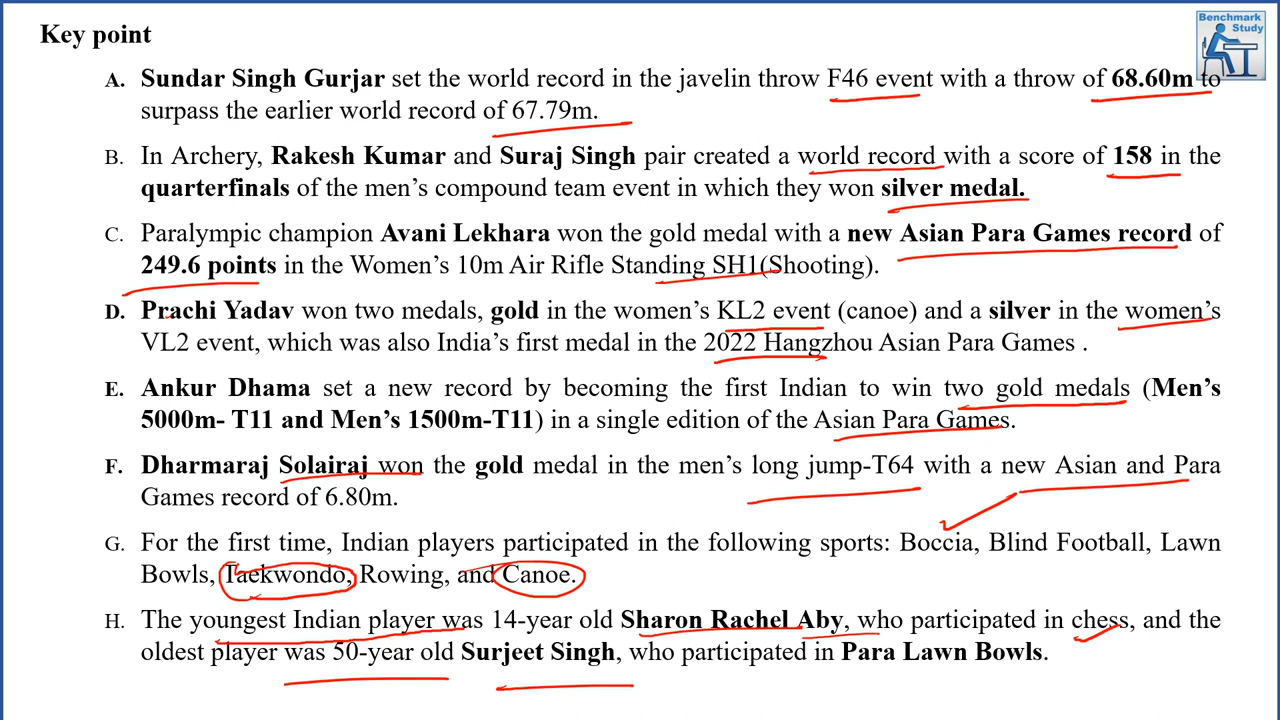 Key point
Benchmark
Study
A. Sundar Singh Gurjar set the world record in the javelin throw F46 event with a throw of 68.60m to
surpass the earlier world record of 67.79m.
B. In Archery, Rakesh Kumar and Suraj Singh pair created a world record with a score of 158 in the
quarterfinals of the men’s compound team event in which they won silver medal.
C. Paralympic champion Avani Lekhara won the gold medal with a new Asian Para Games record of
249.6 points in the Women’s 10m Air Rifle Standing SH1(Shooting).
D. Prachi Yadav won two medals, gold in the women’s KL2 event (canoe) and a silver in the women’s
VL2 event, which was also India’s first medal in the 2022 Hangzhou Asian Para Games .
E. Ankur Dhama set a new record by becoming the first Indian to win two gold medals (Men’s
5000m- T11 and Men’s 1500m-T11) in a single edition of the Asian Para Games.
F. Dharmaraj Solairaj won the gold medal in the men’s long jump-T64 with a new Asian and Para
Games record of 6.80m.
G. For the first time, Indian players participated in the following sports: Boccia, Blind Football, Lawn
Bowls, Taekwondo, Rowing, and Canoe.
H. The youngest Indian player was 14-year old Sharon Rachel Aby, who participated in chess, and the
oldest player was 50-year old Surjeet Singh, who participated in Para Lawn Bowls.